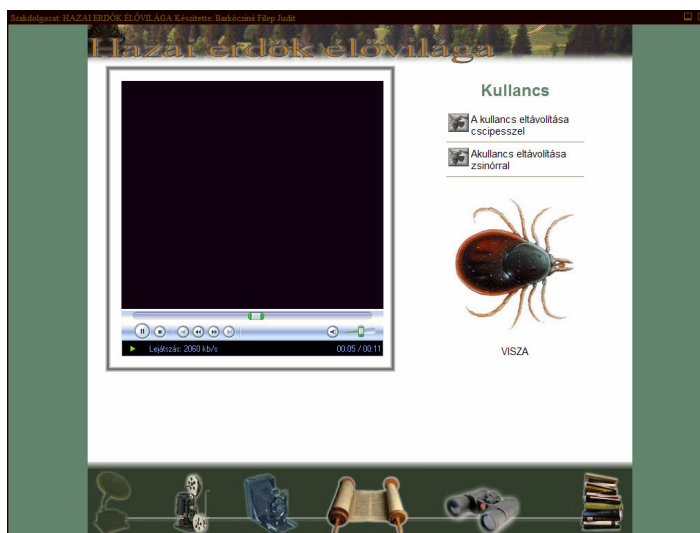 Szakdolgozat: HAZAI ERDŐK ÉLŐVILÁGA Készítette: Barkócziné Filep Judit
Hazai erdők élővilága
Kullancs
A kullancs eltávolítása
cscipesszel
Akullancs eltávolítása
zsinórral
VISZA
Lejátszás: 2060 kb/s
00:05 / 00:11